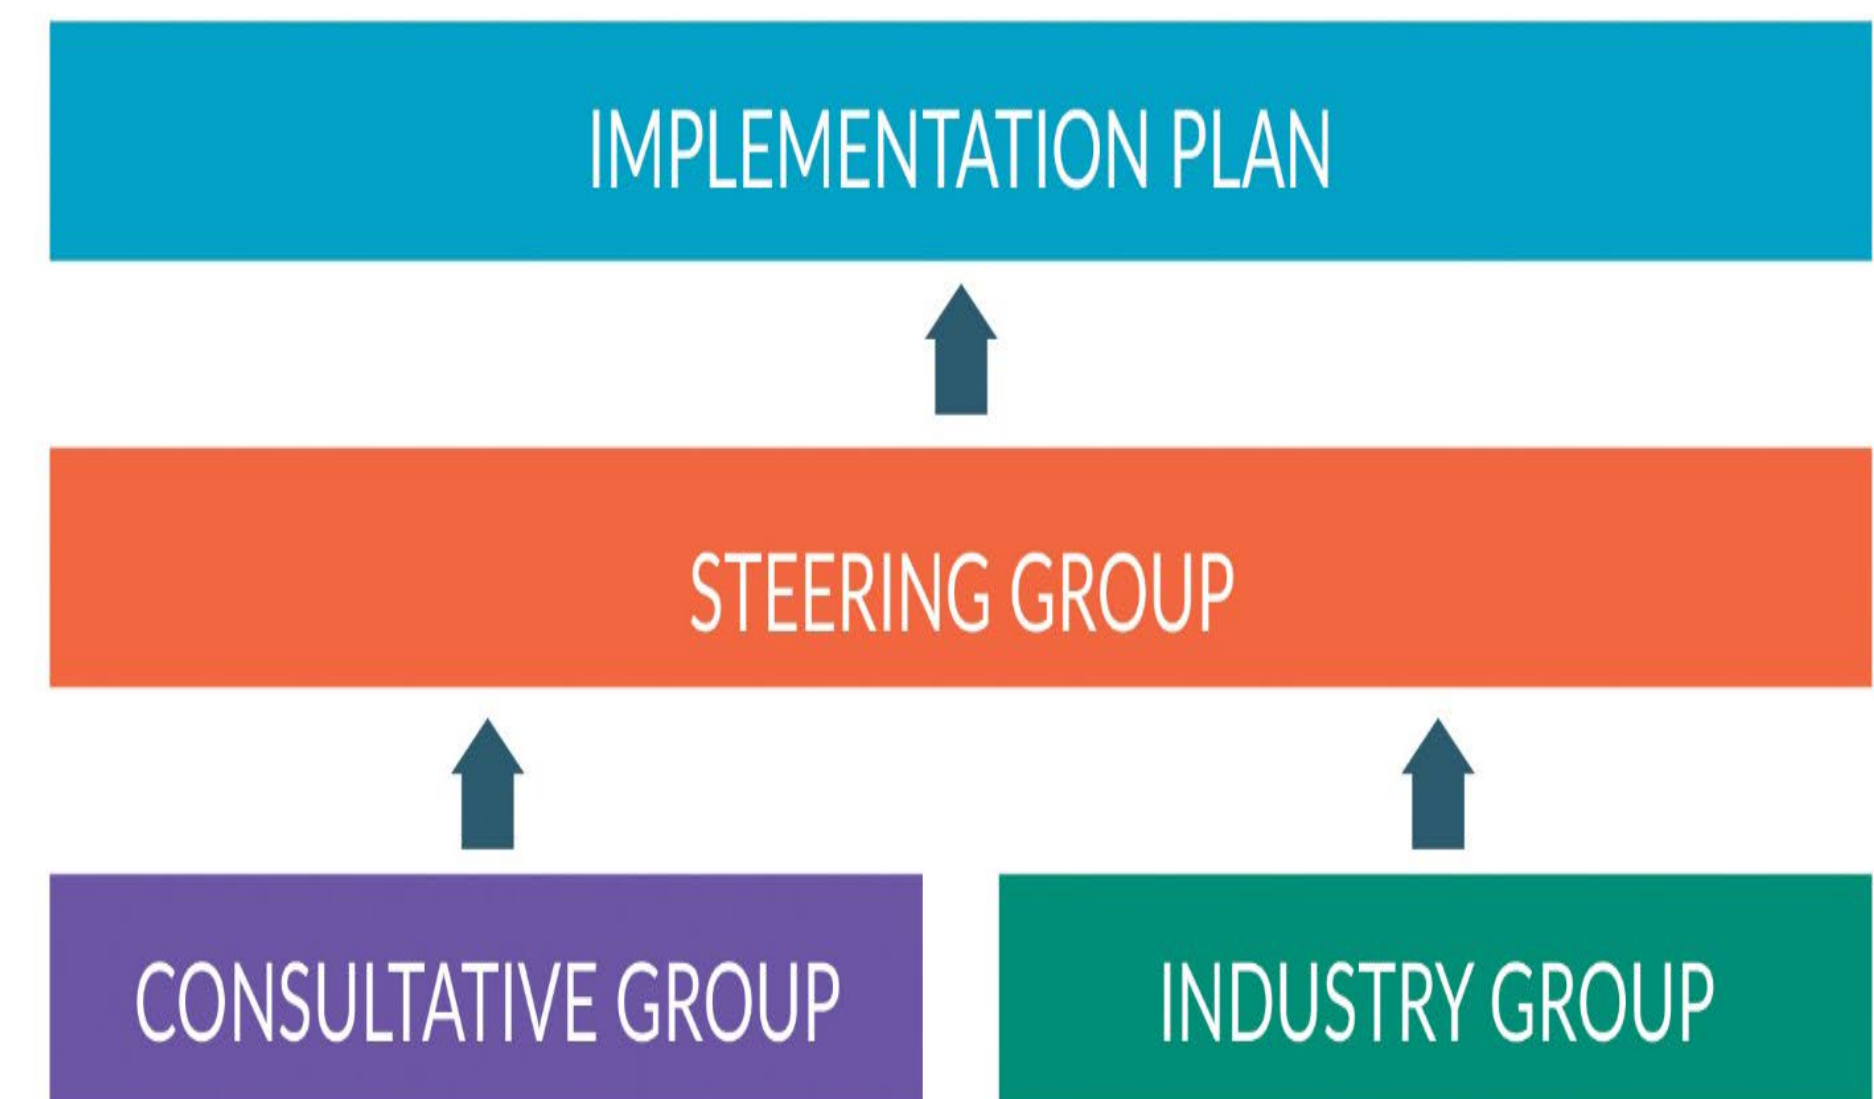 IMPLEMENTATION PLAN
STEERING GROUP
CONSULTATIVE GROUP
INDUSTRY GROUP